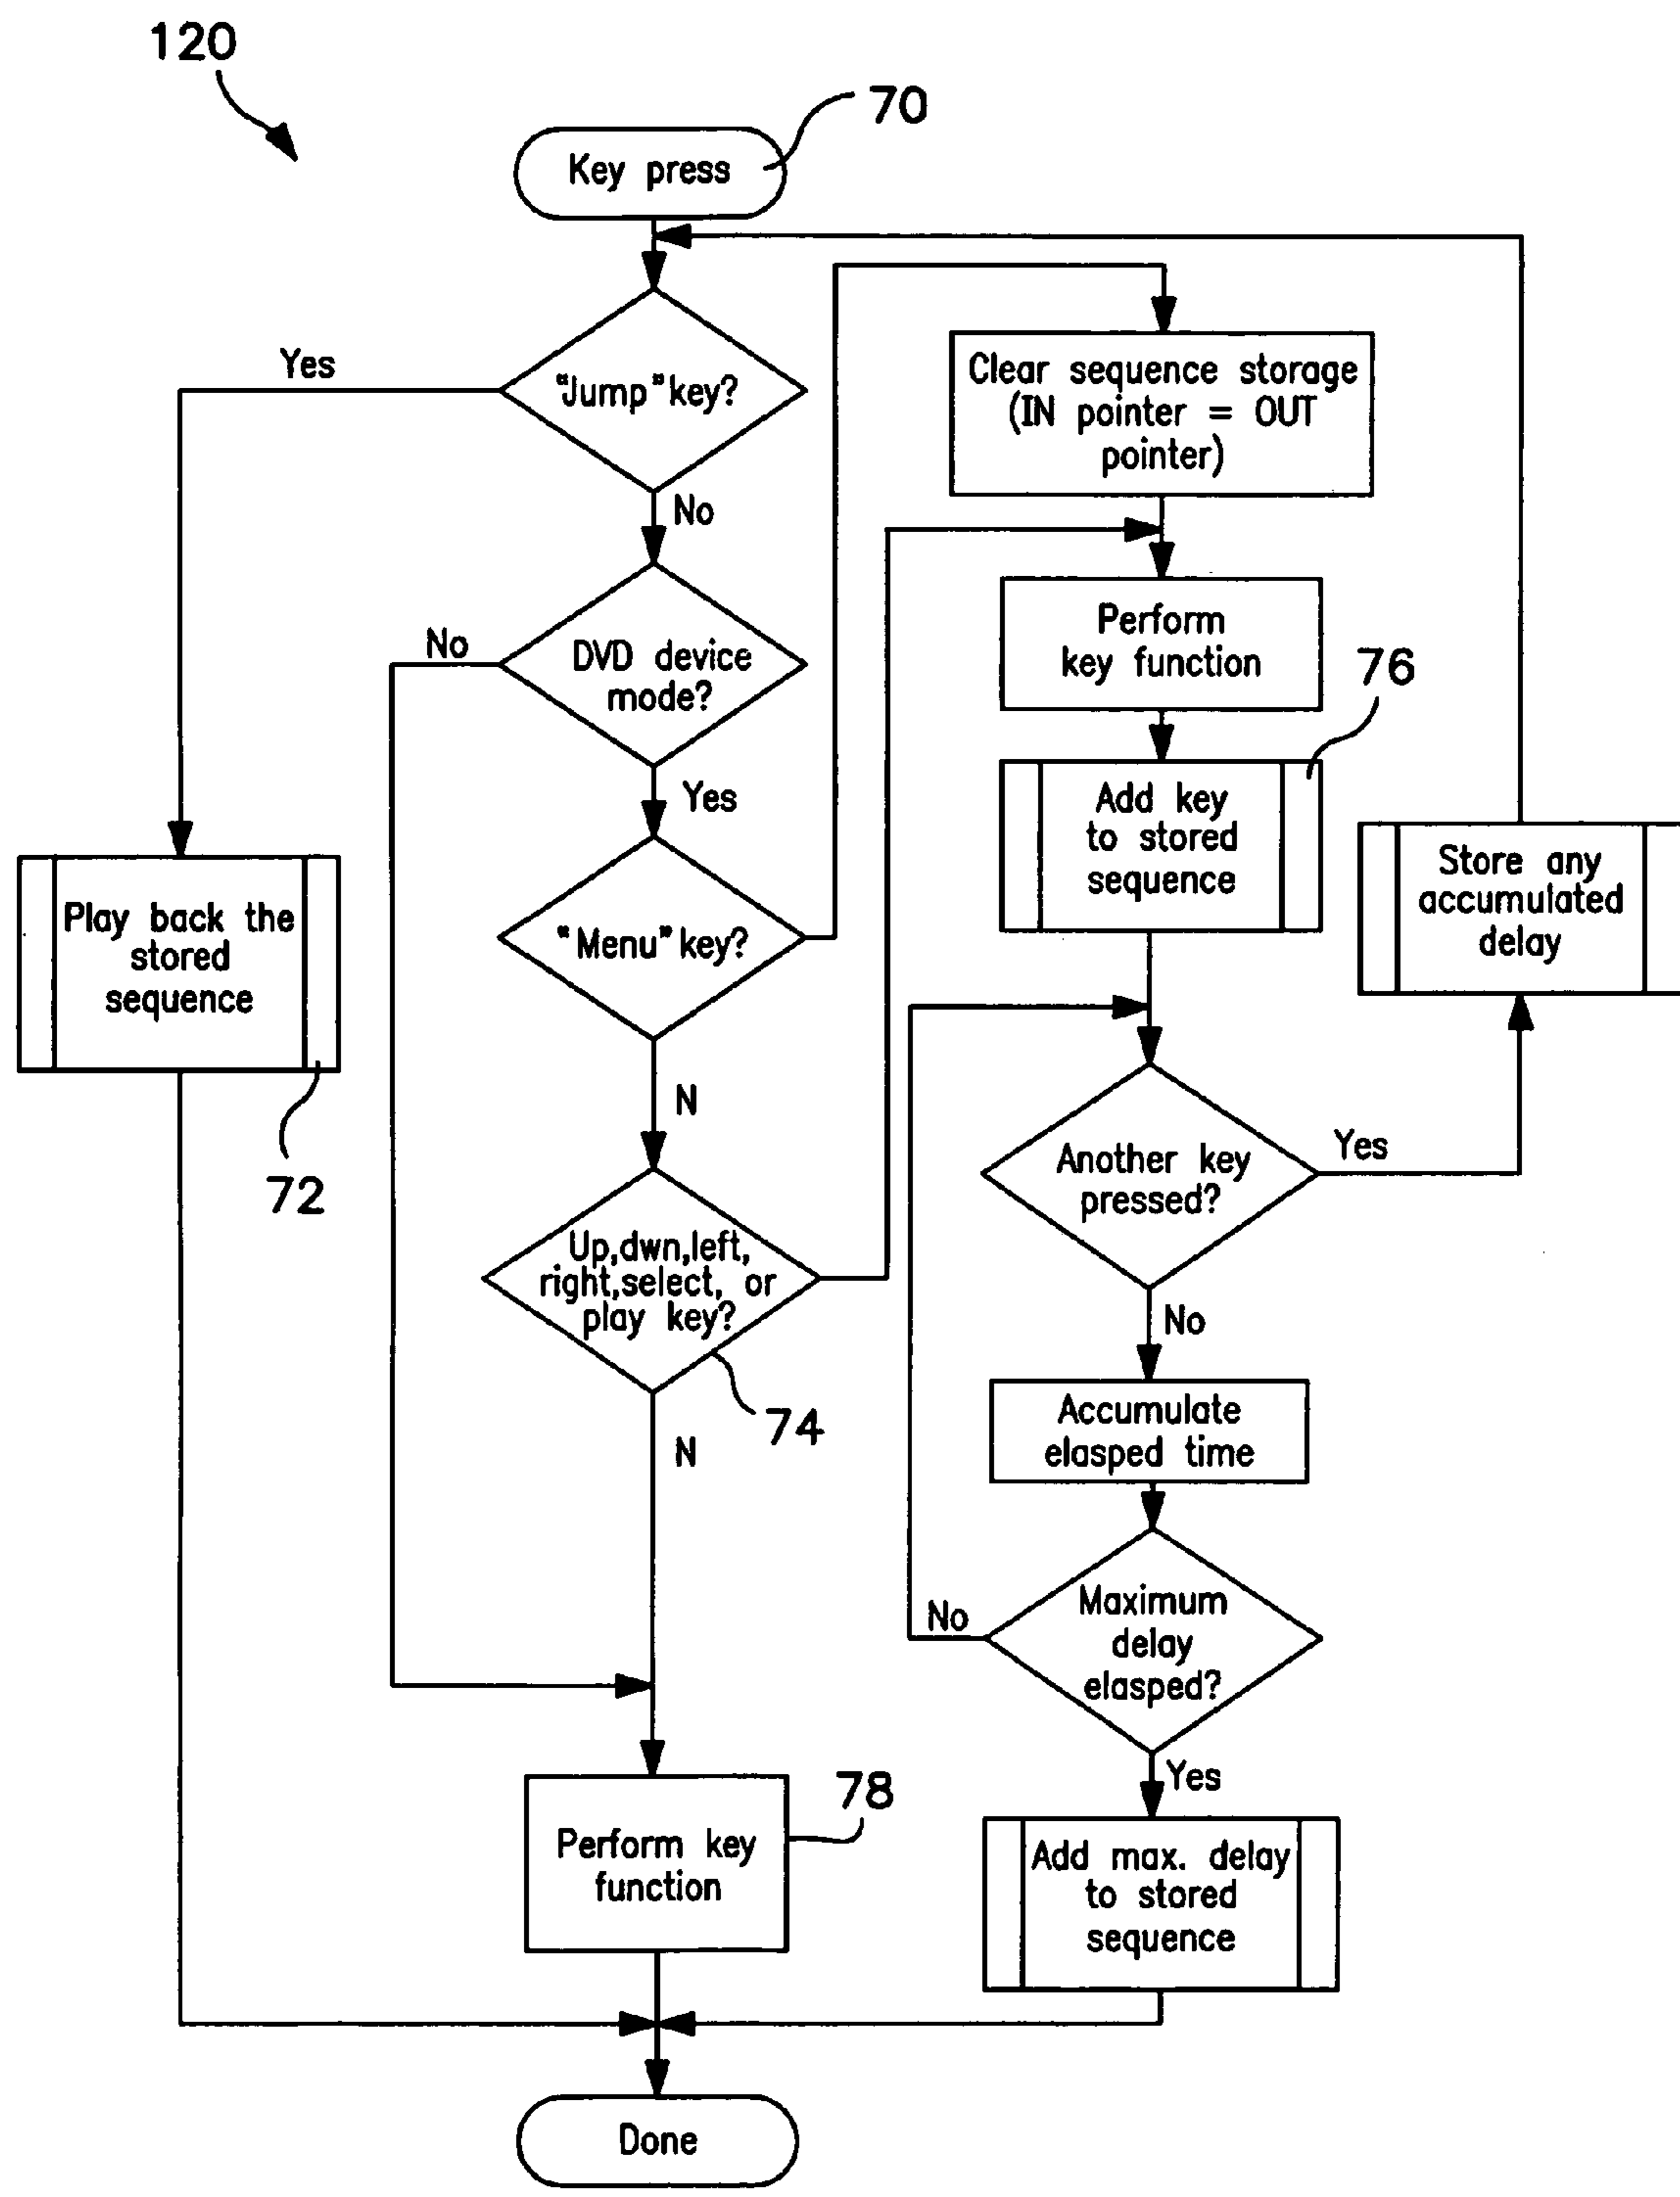 120
70
Key press
"Jump" key?
Yes
No
Clear sequence storage
(IN pointer = OUT
pointer)
DVD device
mode?
No
Yes
Perform
key function
76
Add key
to stored
sequence
Store any
accumulated
delay
Play back the
stored
sequence
72
"Menu" key?
N
Another key
pressed?
Yes
No
Up,dwn,left,
right,select, or
play key?
74
N
Accumulate
elasped time
Maximum
delay
elasped?
No
Yes
Perform key
function
78
Add max. delay
to stored
sequence
Done